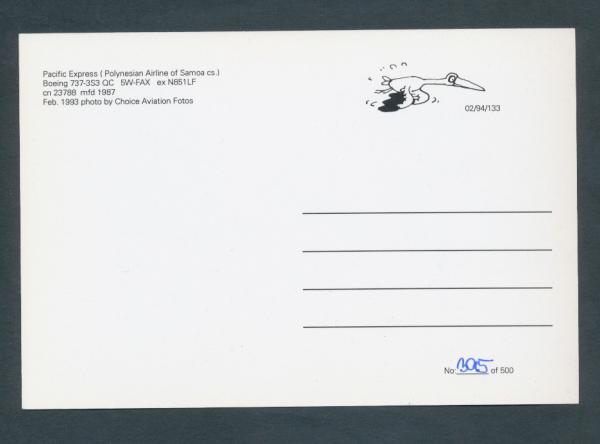 Pacific Express ( Polynesian Airline of Samoa cs.)
Boeing 737-3S3 QC 5W-FAX ex N851LF
cn 23788 mfd 1987
Feb. 1993 photo by Choice Aviation Fotos
02/94/133
No: 305 of 500